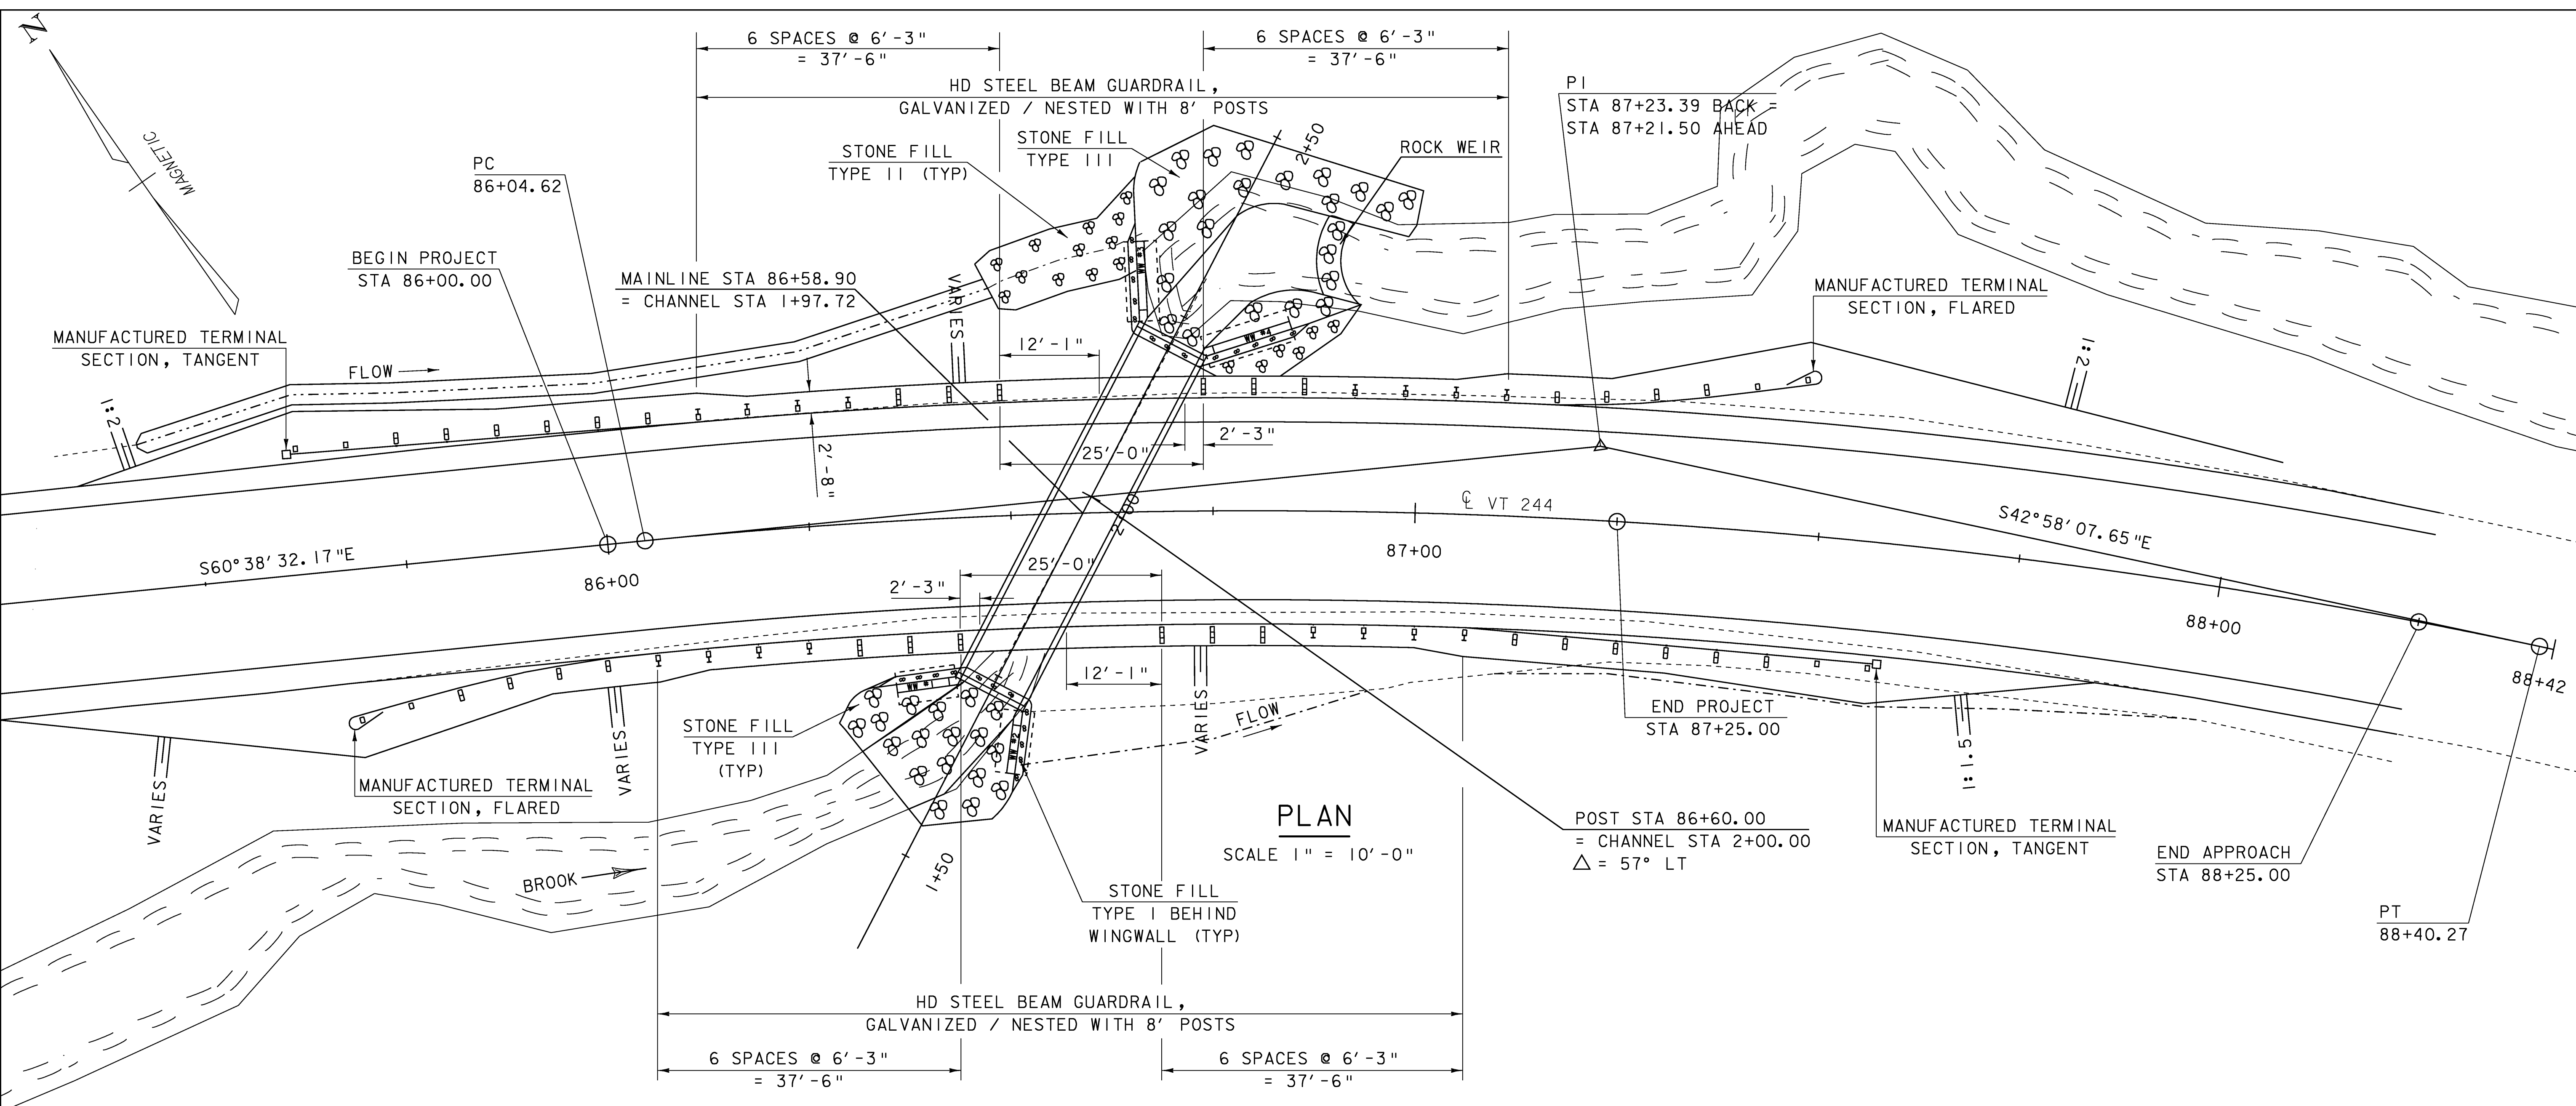 N
MAGNETIC
6 SPACES @ 6'-3"
= 37'-6"
6 SPACES @ 6'-3"
= 37'-6"
HD STEEL BEAM GUARDRAIL,
GALVANIZED / NESTED WITH 8' POSTS
PI
STA 87+23.39 BACK =
STA 87+21.50 AHEAD
STONE FILL
TYPE II (TYP)
STONE FILL
TYPE III
2+50
ROCK WEIR
PC
86+04.62
BEGIN PROJECT
STA 86+00.00
MAINLINE STA 86+58.90
= CHANNEL STA 1+97.72
VARIES
WW #3
WW #4
MANUFACTURED TERMINAL
SECTION, FLARED
MANUFACTURED TERMINAL
SECTION, TANGENT
FLOW
12'-1"
1:2
1:2
2'-8"
2'-3"
25'-0"
2+00
℄ VT 244
87+00
S42°58'07.65"E
S60°38'32.17"E
86+00
25'-0"
2'-3"
88+00
88+42
12'-1"
WW #1
WW #2
STONE FILL
TYPE III
(TYP)
FLOW
VARIES
VARIES
VARIES
END PROJECT
STA 87+25.00
1:1.5
MANUFACTURED TERMINAL
SECTION, FLARED
PLAN
SCALE 1" = 10'-0"
POST STA 86+60.00
= CHANNEL STA 2+00.00
△ = 57° LT
MANUFACTURED TERMINAL
SECTION, TANGENT
END APPROACH
STA 88+25.00
BROOK
1+50
STONE FILL
TYPE I BEHIND
WINGWALL (TYP)
PT
88+40.27
HD STEEL BEAM GUARDRAIL,
GALVANIZED / NESTED WITH 8' POSTS
6 SPACES @ 6'-3"
= 37'-6"
6 SPACES @ 6'-3"
= 37'-6"